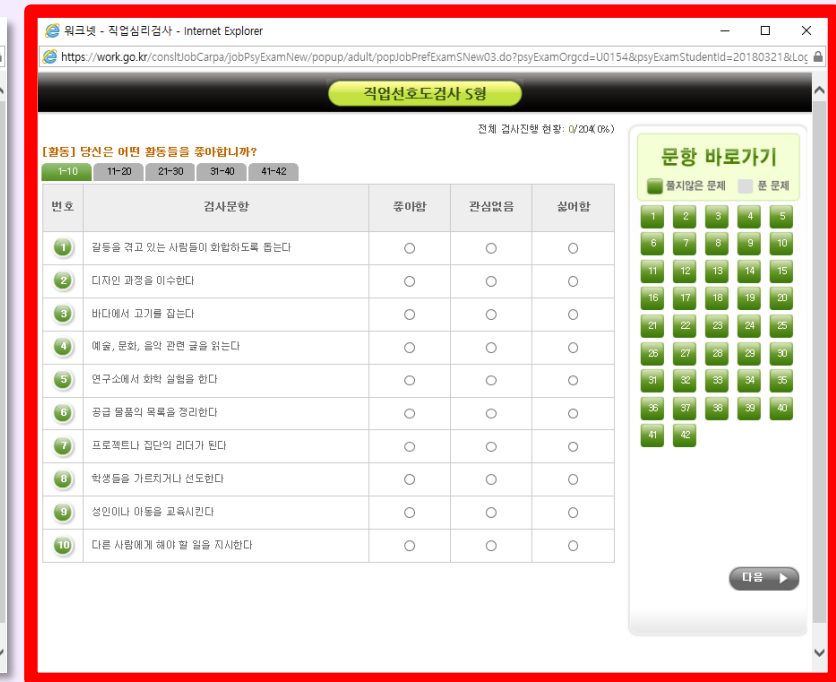 워크넷 - 직업심리검사 - Internet Explorer
https://work.go.kr/consltJobCarpa/jobPsyExamNew/popup/adult/popJobPrefExamSNew03.do?psyExamOrgcd=U0154&psyExamStudentId=20180321&Loc
직업선호도검사 S형
전체 검사진행 현황: 0/204(0%)
[활동] 당신은 어떤 활동들을 좋아합니까?
1-10 11-20 21-30 31-40 41-42
번호 검사문항 좋아함 관심없음 싫어함
1 갈등을 겪고 있는 사람들이 화합하도록 돕는다
2 디자인 과정을 이수한다
3 바다에서 고기를 잡는다
4 예술, 문화, 음악 관련 글을 읽는다
5 연구소에서 화학 실험을 한다
6 공급 물품의 목록을 정리한다
7 프로젝트나 집단의 리더가 된다
8 학생들을 가르치거나 선도한다
9 성인이나 아동을 교육시킨다
10 다른 사람에게 해야 할 일을 지시한다
문항 바로가기
풀지않은 문제 푼 문제
1 2 3 4 5
6 7 8 9 10
11 12 13 14 15
16 17 18 19 20
21 22 23 24 25
26 27 28 29 30
31 32 33 34 35
36 37 38 39 40
41 42
다음